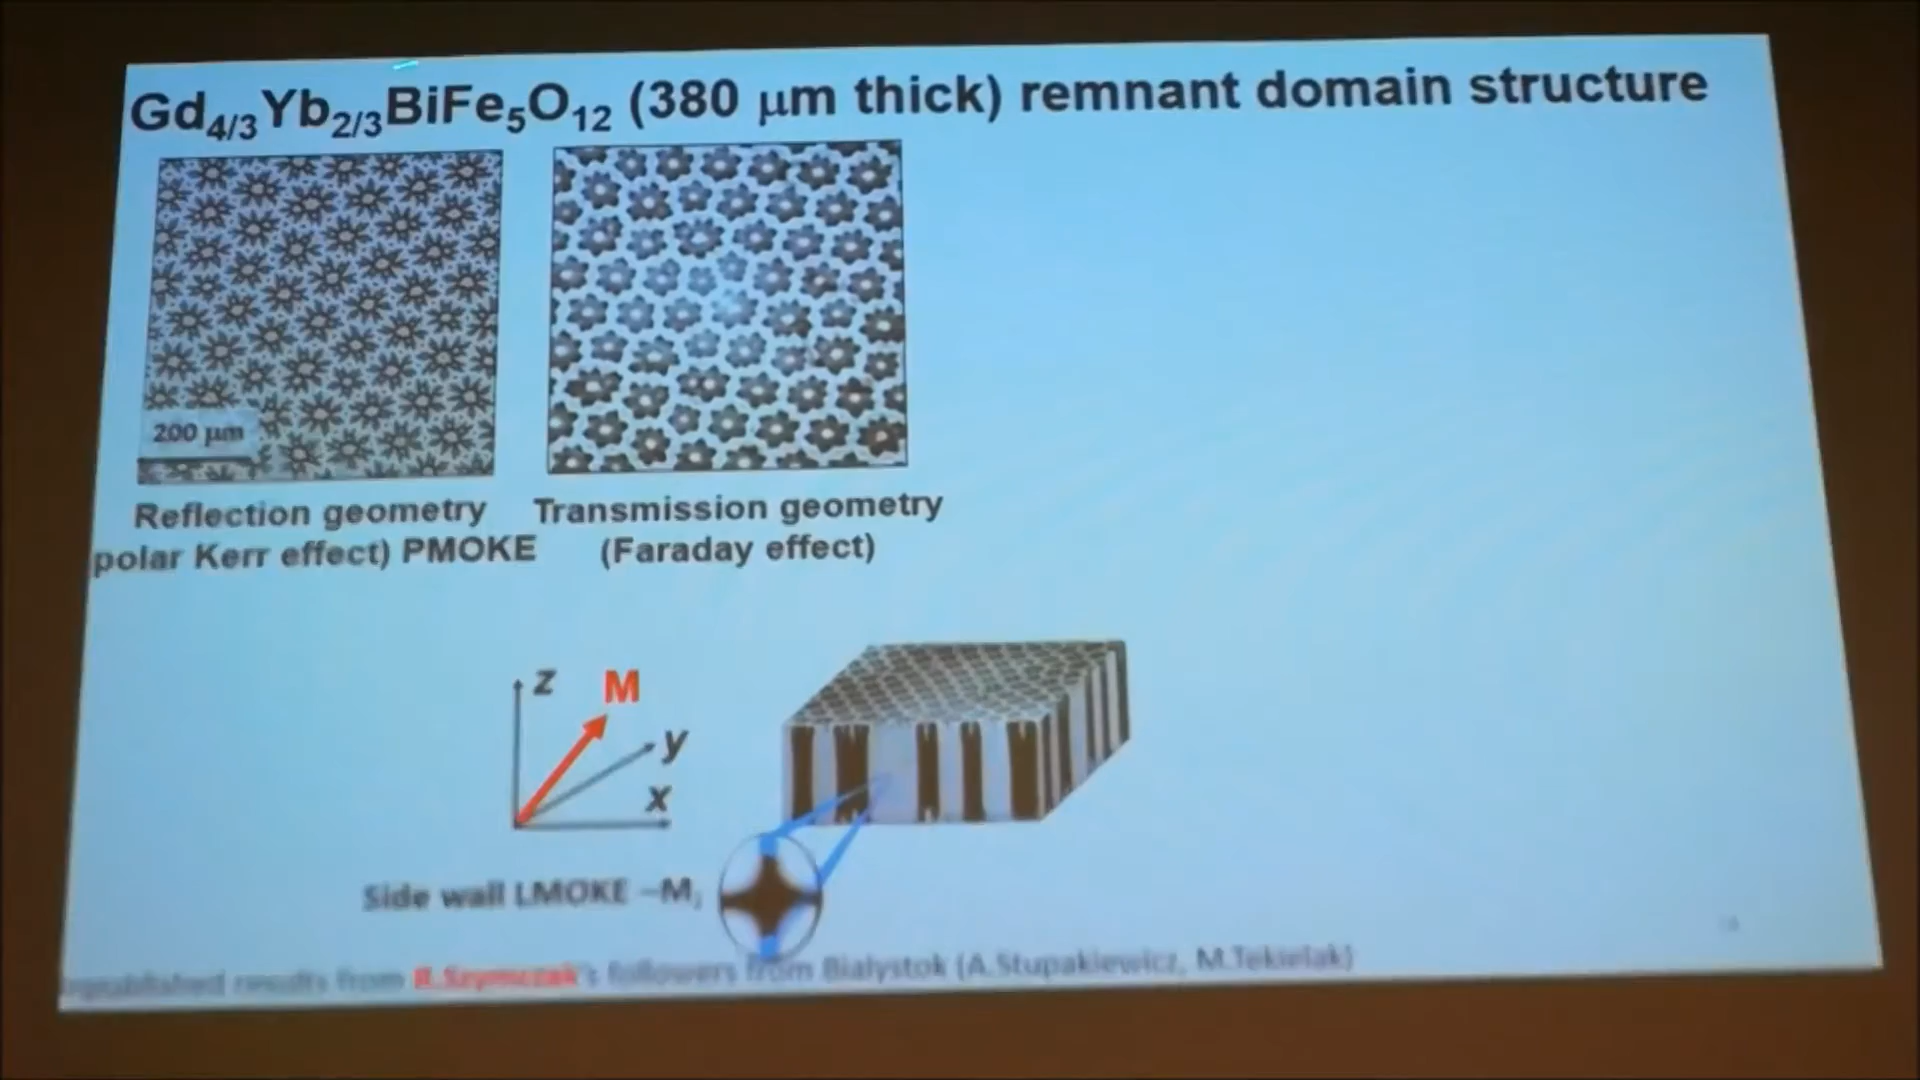 Gd4/3Yb2/3BiFe5O12 (380 µm thick) remnant domain structure
200 µm
Reflection geometry
polar Kerr effect) PMOKE
Transmission geometry
(Faraday effect)
z
M
y
x
Side wall LMOKE –M
results from R.Szymczak's followers from Bialystok (A.Stupakiewicz, M.Tekielak)